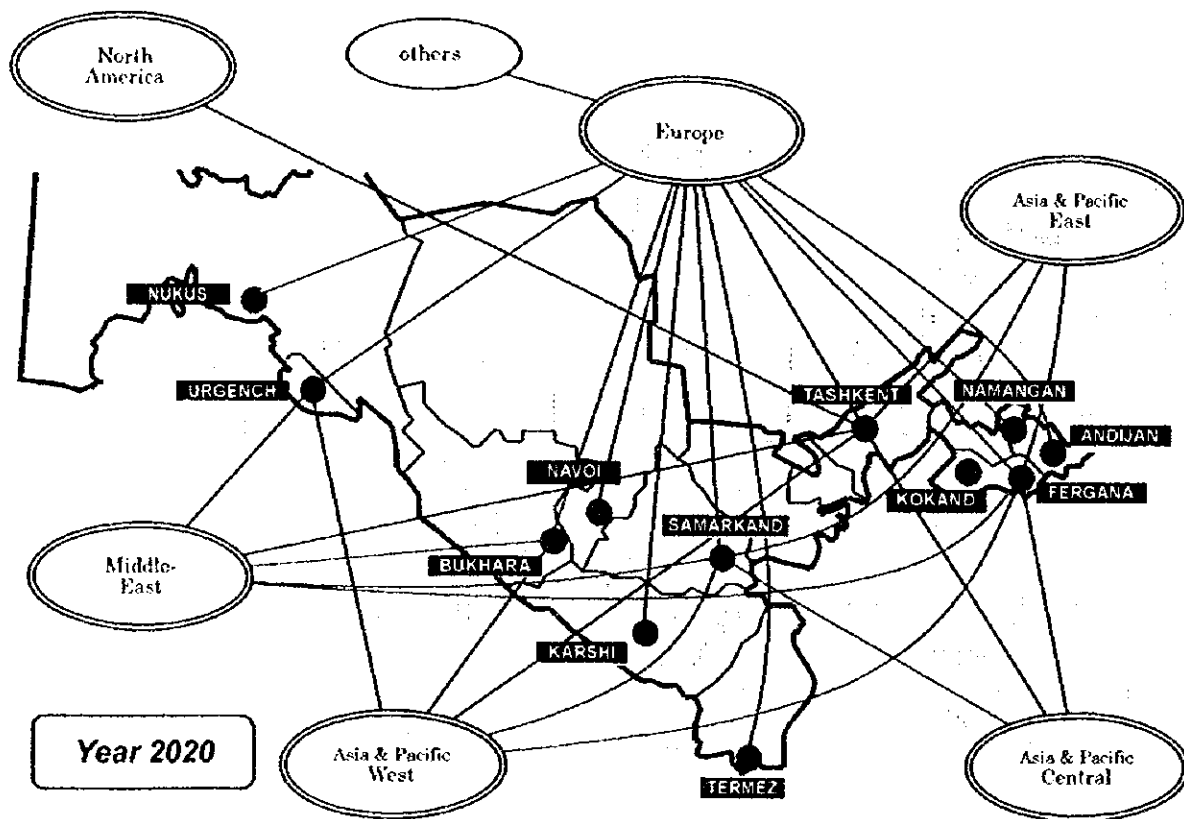 North
America
others
Europe
Asia & Pacific
East
NUKUS
URGENCH
TASHKENT
NAMANGAN
ANDIJAN
NAVOI
KOKAND
FERGANA
SAMARKAND
BUKHARA
Middle-
East
KARSHI
Year 2020
Asia & Pacific
West
TERMEZ
Asia & Pacific
Central